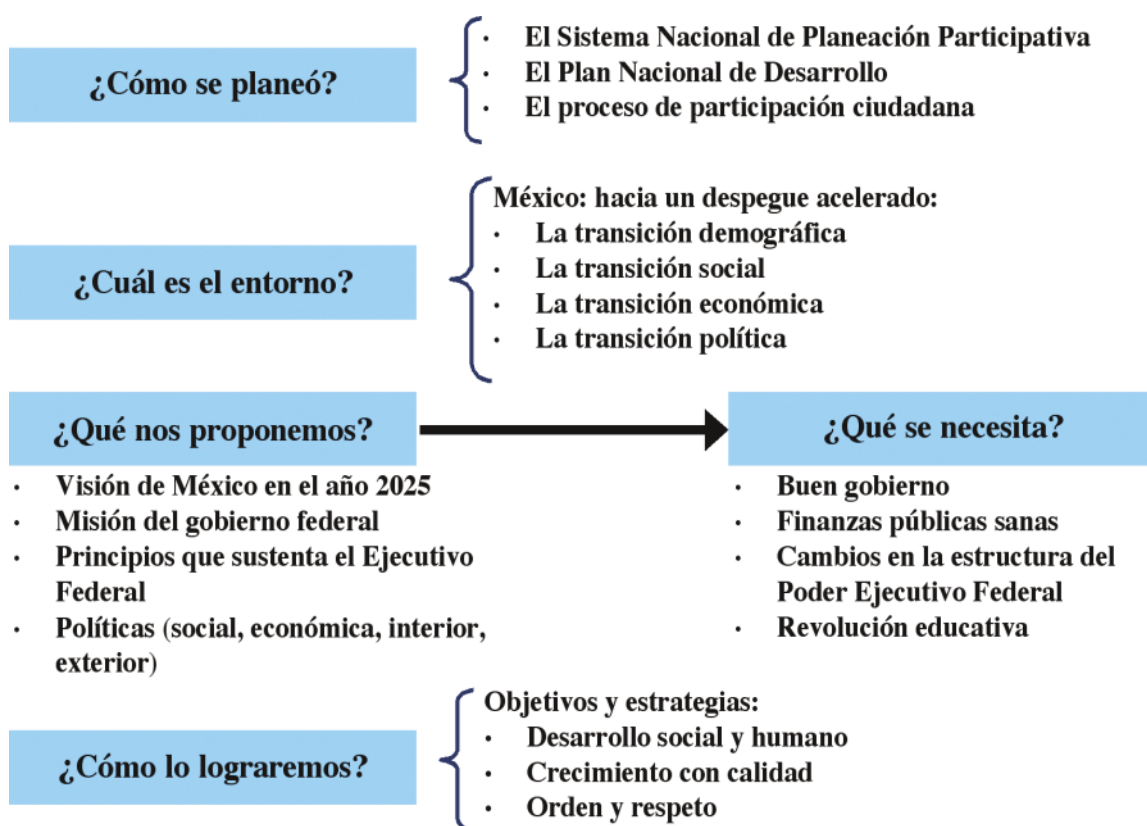 ¿Cómo se planeó?
· El Sistema Nacional de Planeación Participativa
· El Plan Nacional de Desarrollo
· El proceso de participación ciudadana
¿Cuál es el entorno?
México: hacia un despegue acelerado:
· La transición demográfica
· La transición social
· La transición económica
· La transición política
¿Qué nos proponemos?
· Visión de México en el año 2025
· Misión del gobierno federal
· Principios que sustenta el Ejecutivo
Federal
· Políticas (social, económica, interior,
exterior)
¿Qué se necesita?
· Buen gobierno
· Finanzas públicas sanas
· Cambios en la estructura del
Poder Ejecutivo Federal
· Revolución educativa
¿Cómo lo lograremos?
Objetivos y estrategias:
· Desarrollo social y humano
· Crecimiento con calidad
· Orden y respeto